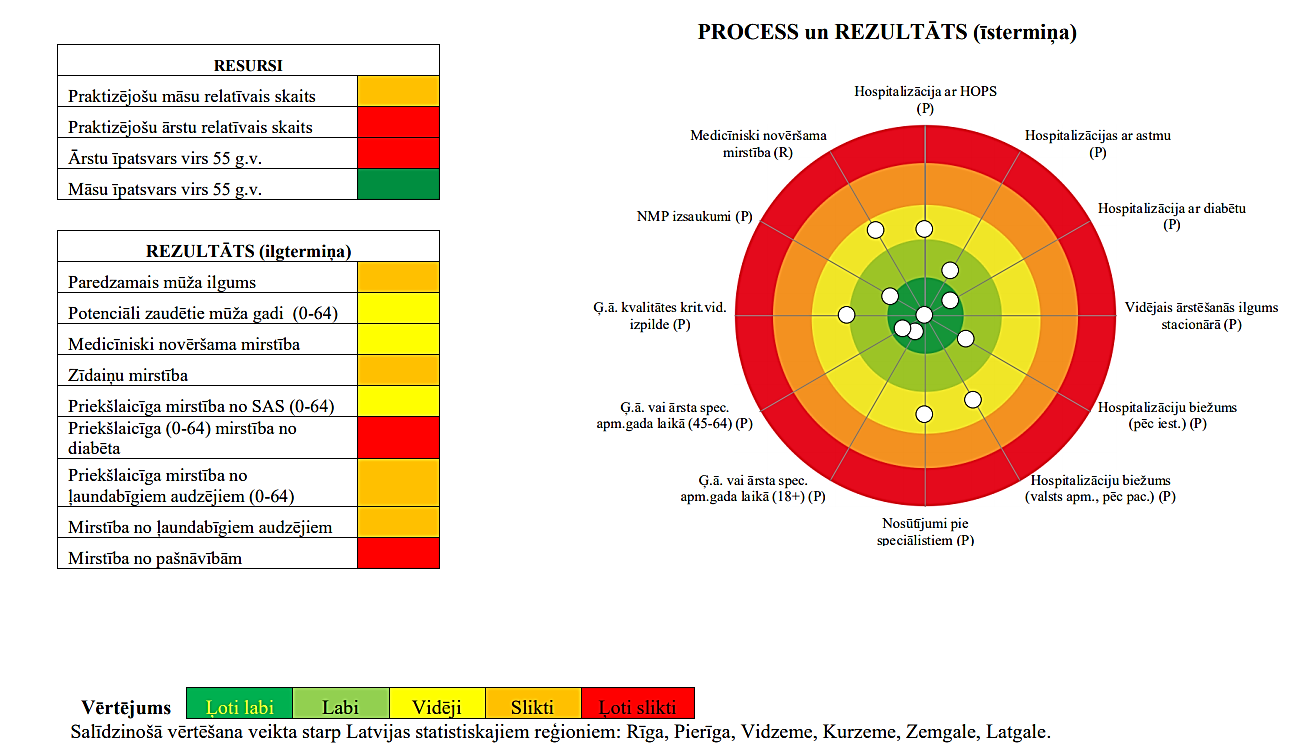 PROCESS un REZULTĀTS (īstermiņa)
RESURSI
Praktizējošu māsu relatīvais skaits
Praktizējošu ārstu relatīvais skaits
Ārstu īpatsvars virs 55 g.v.
Māsu īpatsvars virs 55 g.v.
REZULTĀTS (ilgtermiņa)
Paredzamais mūža ilgums
Potenciāli zaudētie mūža gadi (0-64)
Medicīniski novēršama mirstība
Zīdaiņu mirstība
Priekšlaicīga mirstība no SAS (0-64)
Priekšlaicīga (0-64) mirstība no
diabēta
Priekšlaicīga mirstība no
ļaundabīgiem audzējiem (0-64)
Mirstība no ļaundabīgiem audzējiem
Mirstība no pašnāvībām
Hospitalizācija ar HOPS
(P)
Hospitalizācijas ar astmu
(P)
Hospitalizācija ar diabētu
(P)
Vidējais ārstēšanās ilgums
stacionārā (P)
Hospitalizāciju biežums
(pēc iest.) (P)
Hospitalizāciju biežums
(valsts apm., pēc pac.) (P)
Nosūtījumi pie
speciālistiem (P)
Ģ.ā. vai ārsta spec.
apm.gada laikā (18+) (P)
Ģ.ā. vai ārsta spec.
apm.gada laikā (45-64) (P)
Ģ.ā. kvalitātes krit.vid.
izpilde (P)
NMP izsaukumi (P)
Medicīniski novēršama
mirstība (R)
Vērtējums Ļoti labi Labi Vidēji Slikti Ļoti slikti
Salīdzinošā vērtēšana veikta starp Latvijas statistiskajiem reģioniem: Rīga, Pierīga, Vidzeme, Kurzeme, Zemgale, Latgale.